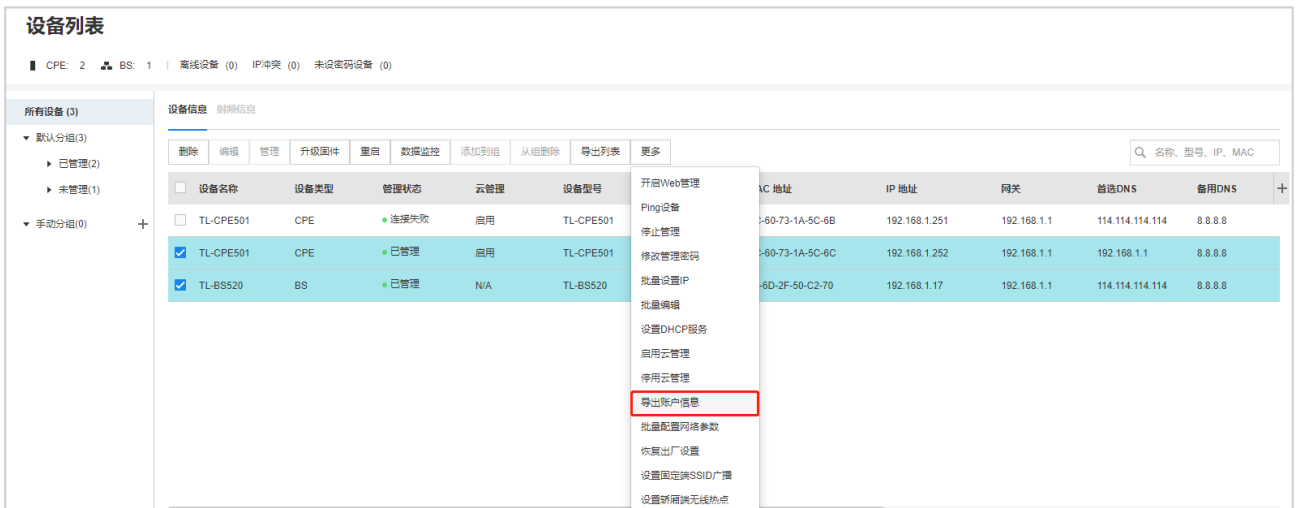 设备列表
CPE: 2 BS: 1 离线设备 (0) IP冲突 (0) 未设密码设备 (0)
所有设备 (3)
默认分组(3)
已管理(2)
未管理(1)
手动分组(0) +
设备信息 射频信息
删除 编辑 管理 升级固件 重启 数据监控 添加到组 从组删除 导出列表 更多
名称、型号、IP、MAC
设备名称 设备类型 管理状态 云管理 设备型号 AC 地址 IP 地址 网关 首选DNS 备用DNS +
TL-CPE501 CPE 连接失败 启用 TL-CPE501 -60-73-1A-5C-6B 192.168.1.251 192.168.1.1 114.114.114.114 8.8.8.8
TL-CPE501 CPE 已管理 启用 TL-CPE501 -60-73-1A-5C-6C 192.168.1.252 192.168.1.1 192.168.1.1 8.8.8.8
TL-BS520 BS 已管理 N/A TL-BS520 -6D-2F-50-C2-70 192.168.1.17 192.168.1.1 114.114.114.114 8.8.8.8
开启Web管理
Ping设备
停止管理
修改管理密码
批量设置IP
批量编辑
设置DHCP服务
启用云管理
停用云管理
导出账户信息
批量配置网络参数
恢复出厂设置
设置固定端SSID广播
设置轿厢端无线热点